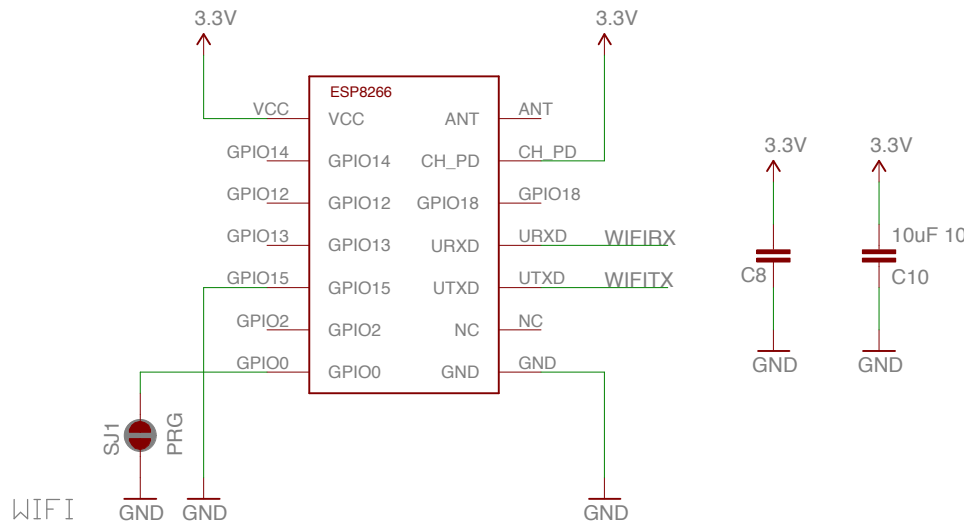 3.3V
3.3V
ESP8266
VCC VCC ANT ANT
GPIO14 GPIO14 CH_PD CH_PD
3.3V 3.3V
GPIO12 GPIO12 GPIO18 GPIO18
GPIO13 GPIO13 URXD URXD WIFIRX
10uF 10
C8 C10
GPIO15 GPIO15 UTXD UTXD WIFITX
GPIO2 GPIO2 NC NC
GPIO0 GPIO0 GND GND
GND GND
SJ1 PRG
WIFI GND GND GND